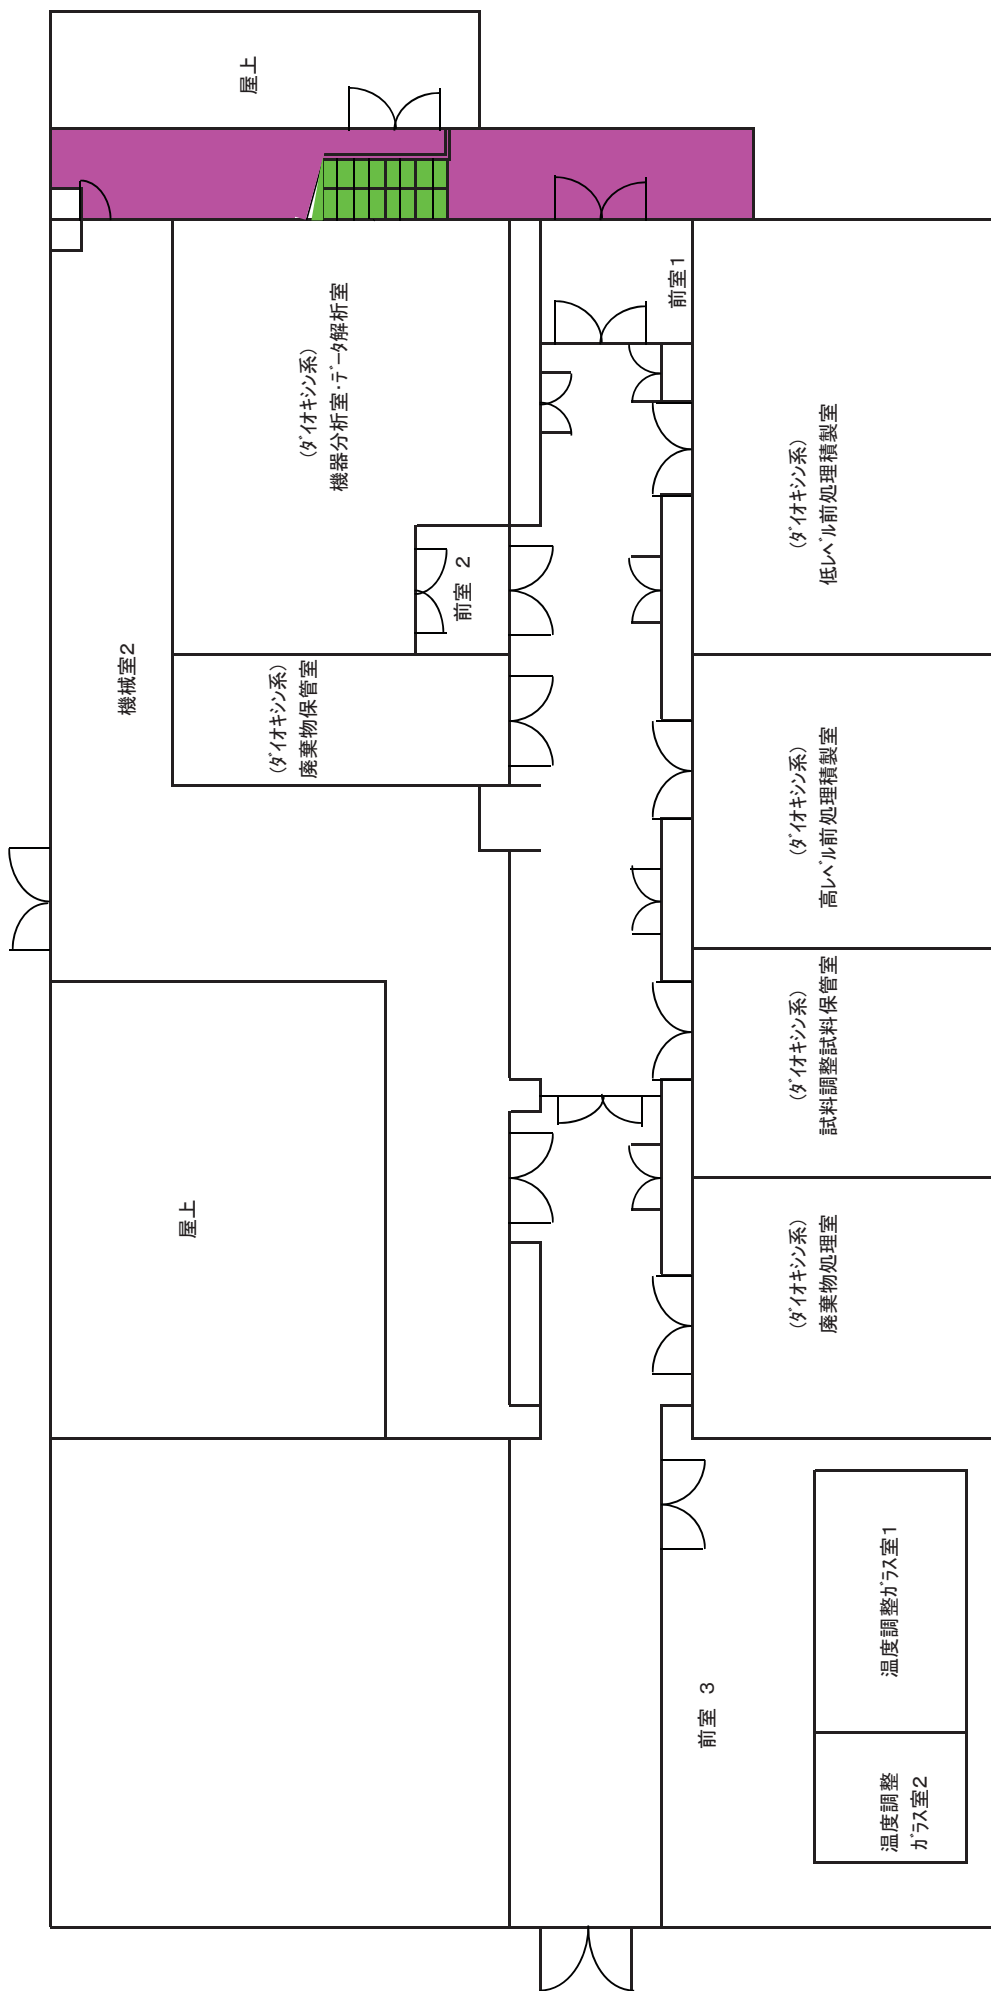 屋上
前室1
(ﾀﾞｲｵｷｼﾝ系)
機器分析室･ﾃﾞｰﾀ解析室
(ﾀﾞｲｵｷｼﾝ系)
低ﾚﾍﾞﾙ前処理積製室
前室 2
機械室2
(ﾀﾞｲｵｷｼﾝ系)
廃棄物保管室
(ﾀﾞｲｵｷｼﾝ系)
高ﾚﾍﾞﾙ前処理積製室
(ﾀﾞｲｵｷｼﾝ系)
試料調整試料保管室
屋上
(ﾀﾞｲｵｷｼﾝ系)
廃棄物処理室
温度調整ｶﾞﾗｽ室1
前室 3
温度調整
ｶﾞﾗｽ室2